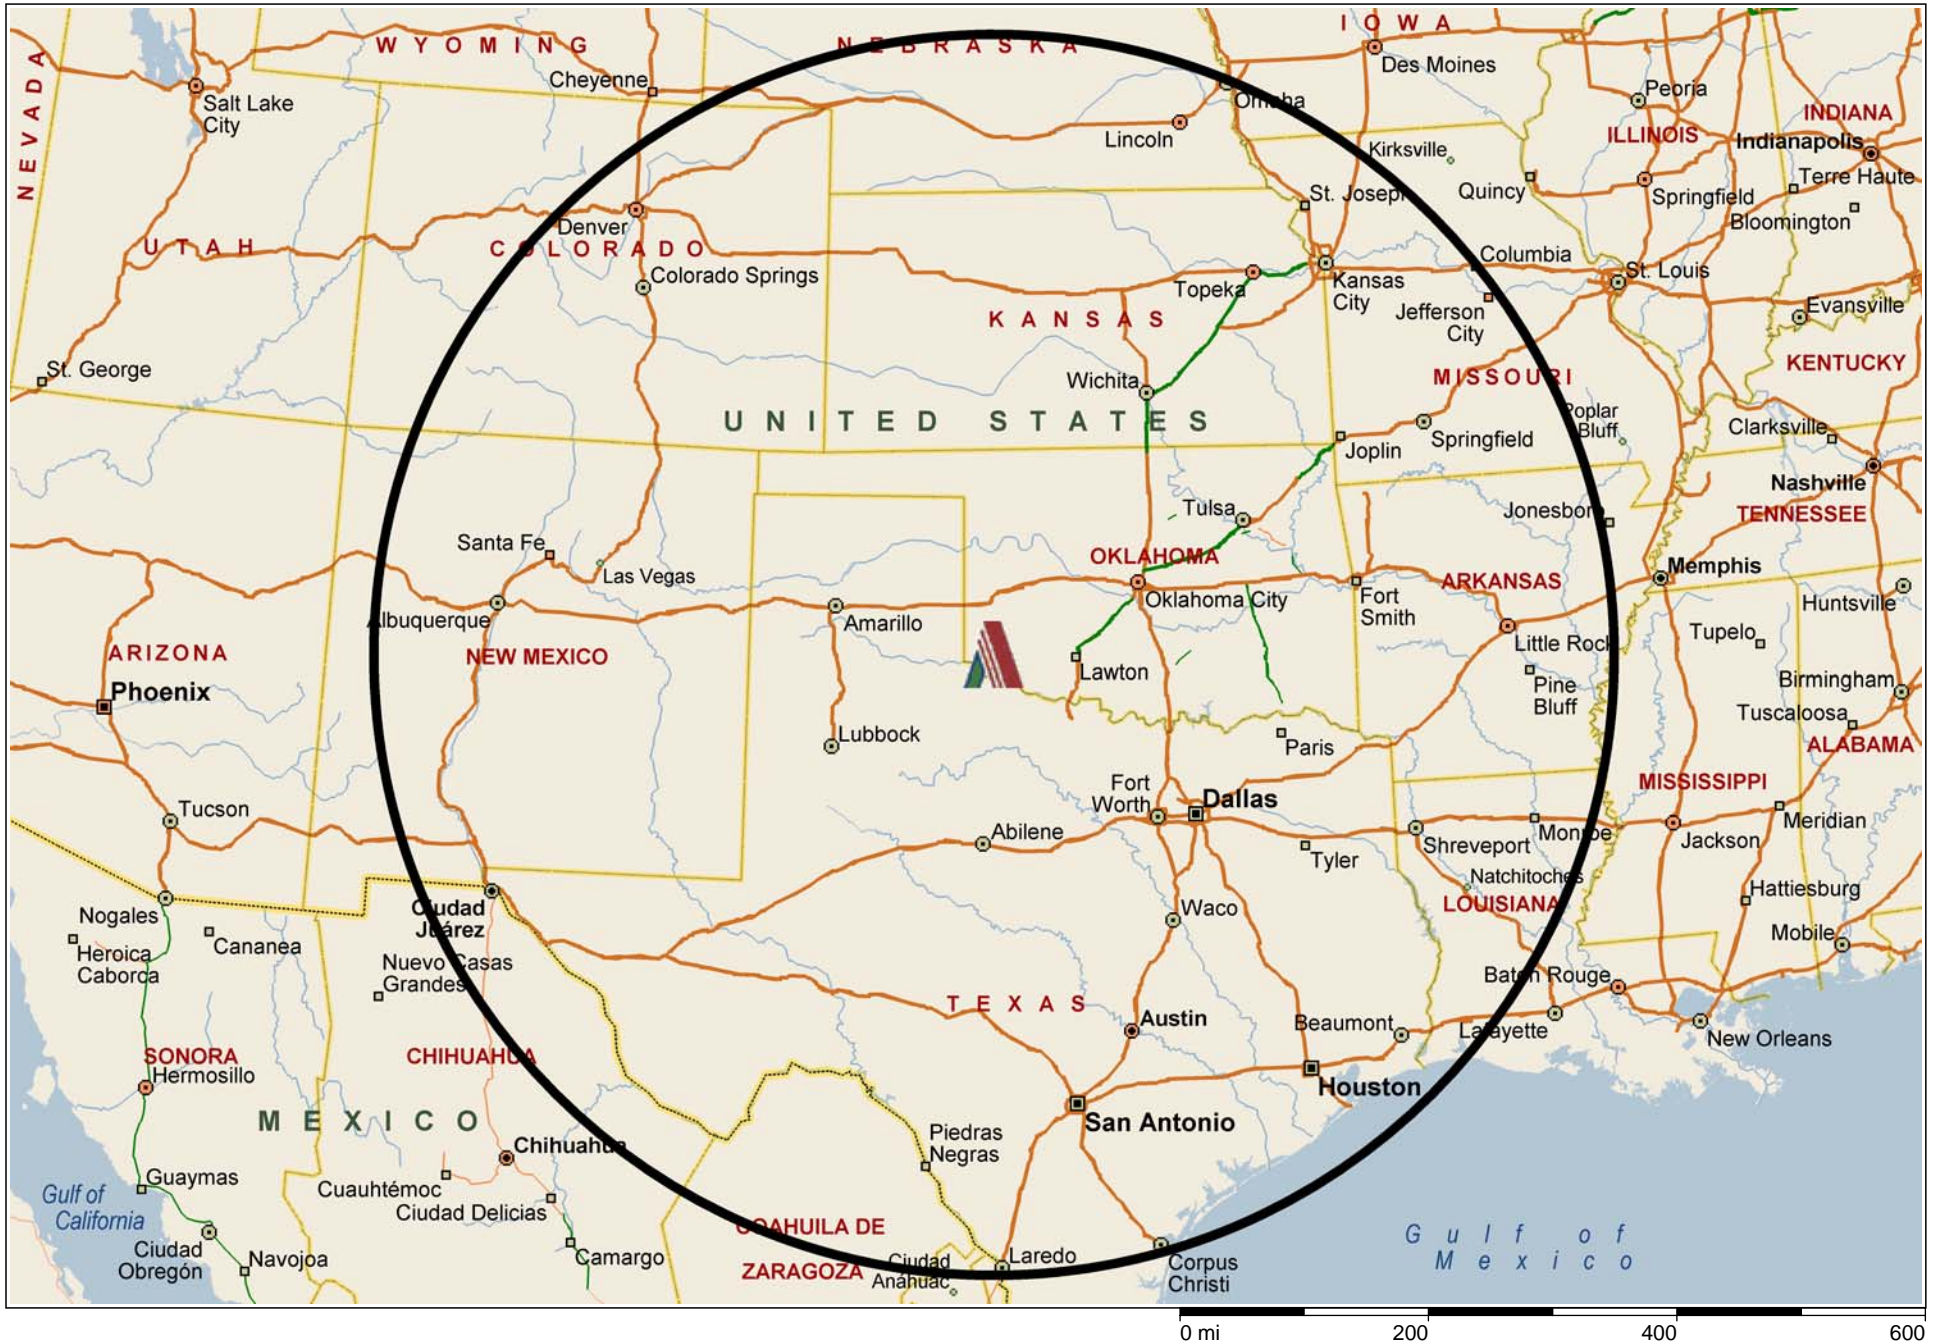 IOWA
WYOMING
NEBRASKA
NEVADA
Cheyenne
Des Moines
Salt Lake
City
Omaha
Peoria
INDIANA
Lincoln
ILLINOIS
Indianapolis
Kirksville
Quincy
Springfield
Terre Haute
St. Joseph
Bloomington
Denver
UTAH
COLORADO
Columbia
St. Louis
Colorado Springs
Topeka
Kansas
City
Jefferson
City
Evansville
KANSAS
St. George
KENTUCKY
Wichita
MISSOURI
UNITED STATES
Poplar
Bluff
Clarksville
Springfield
Joplin
Nashville
Tulsa
Jonesboro
TENNESSEE
Santa Fe
OKLAHOMA
Las Vegas
Memphis
ARKANSAS
Oklahoma City
Fort
Smith
Huntsville
Albuquerque
Amarillo
Little Rock
Tupelo
ARIZONA
NEW MEXICO
Lawton
Pine
Bluff
Birmingham
Phoenix
Tuscaloosa
Lubbock
Paris
ALABAMA
MISSISSIPPI
Fort
Worth
Dallas
Tucson
Abilene
Monroe
Meridian
Shreveport
Jackson
Tyler
Natchitoches
Hattiesburg
LOUISIANA
Ciudad
Juárez
Waco
Nogales
Cananea
Mobile
Heroica
Caborca
Nuevo Casas
Grandes
Baton Rouge
TEXAS
Austin
Beaumont
Lafayette
New Orleans
SONORA
CHIHUAHUA
Hermosillo
Houston
MEXICO
San Antonio
Chihuahua
Piedras
Negras
Guaymas
Cuauhtémoc
Gulf of
California
Ciudad Delicias
COAHUILA DE
ZARAGOZA
Gulf of
Mexico
Ciudad
Obregón
Navojoa
Camargo
Ciudad
Anáhuac
Laredo
Corpus
Christi
0 mi 200 400 600